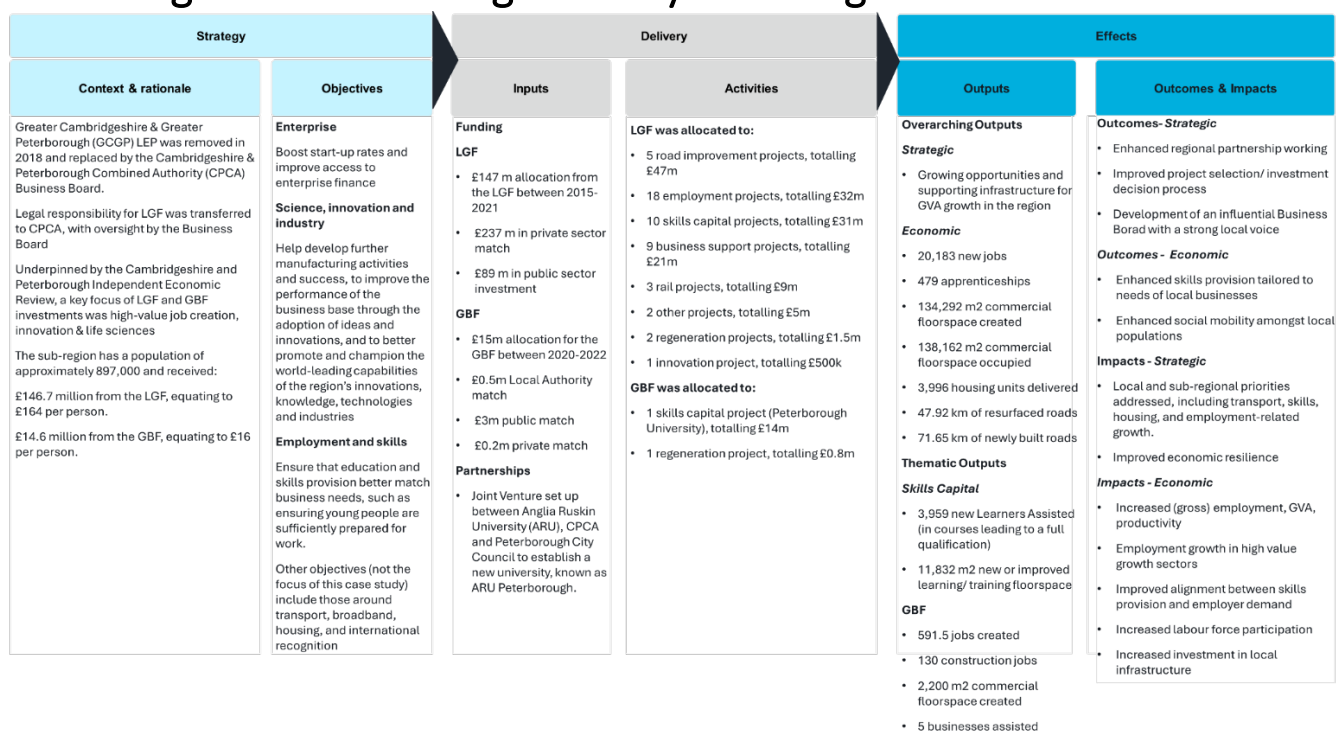 Strategy
Delivery
Effects
Context & rationale
Objectives
Inputs
Activities
Outputs
Outcomes & Impacts
Greater Cambridgeshire & Greater
Peterborough (GCGP) LEP was removed in
2018 and replaced by the Cambridgeshire &
Peterborough Combined Authority (CPCA)
Business Board.
Legal responsibility for LGF was transferred
to CPCA, with oversight by the Business
Board
Underpinned by the Cambridgeshire and
Peterborough Independent Economic
Review, a key focus of LGF and GBF
investments was high-value job creation,
innovation & life sciences
The sub-region has a population of
approximately 897,000 and received:
£146.7 million from the LGF, equating to
£164 per person.
£14.6 million from the GBF, equating to £16
per person.
Enterprise
Boost start-up rates and
improve access to
enterprise finance
Science, innovation and
industry
Help develop further
manufacturing activities
and success, to improve the
performance of the
business base through the
adoption of ideas and
innovations, and to better
promote and champion the
world-leading capabilities
of the region's innovations,
knowledge, technologies
and industries
Employment and skills
Ensure that education and
skills provision better match
business needs, such as
ensuring young people are
sufficiently prepared for
work.
Other objectives (not the
focus of this case study)
include those around
transport, broadband,
housing, and international
recognition
Funding
LGF
• £147 m allocation from
the LGF between 2015-
2021
• £237 m in private sector
match
• £89 m in public sector
investment
GBF
• £15m allocation for the
GBF between 2020-2022
• £0.5m Local Authority
match
• £3m public match
• £0.2m private match
Partnerships
• Joint Venture set up
between Anglia Ruskin
University (ARU), CPCA
and Peterborough City
Council to establish a
new university, known as
ARU Peterborough.
LGF was allocated to:
• 5 road improvement projects, totalling
£47m
• 18 employment projects, totalling £32m
• 10 skills capital projects, totalling £31m
• 9 business support projects, totalling
£21m
• 3 rail projects, totalling £9m
• 2 other projects, totalling £5m
• 2 regeneration projects, totalling £1.5m
• 1 innovation project, totalling £500k
GBF was allocated to:
• 1 skills capital project (Peterborough
University), totalling £14m
• 1 regeneration project, totalling £0.8m
Overarching Outputs
Strategic
• Growing opportunities and
supporting infrastructure for
GVA growth in the region
Economic
• 20,183 new jobs
• 479 apprenticeships
• 134,292 m2 commercial
floorspace created
• 138,162 m2 commercial
floorspace occupied
• 3,996 housing units delivered
• 47.92 km of resurfaced roads
• 71.65 km of newly built roads
Thematic Outputs
Skills Capital
• 3,959 new Learners Assisted
(in courses leading to a full
qualification)
• 11,832 m2 new or improved
learning/ training floorspace
GBF
• 591.5 jobs created
• 130 construction jobs
• 2,200 m2 commercial
floorspace created
• 5 businesses assisted
Outcomes- Strategic
• Enhanced regional partnership working
• Improved project selection/ investment
decision process
• Development of an influential Business
Borad with a strong local voice
Outcomes - Economic
• Enhanced skills provision tailored to
needs of local businesses
• Enhanced social mobility amongst local
populations
Impacts - Strategic
• Local and sub-regional priorities
addressed, including transport, skills,
housing, and employment-related
growth.
• Improved economic resilience
Impacts - Economic
• Increased (gross) employment, GVA,
productivity
• Employment growth in high value
growth sectors
• Improved alignment between skills
provision and employer demand
• Increased labour force participation
• Increased investment in local
infrastructure